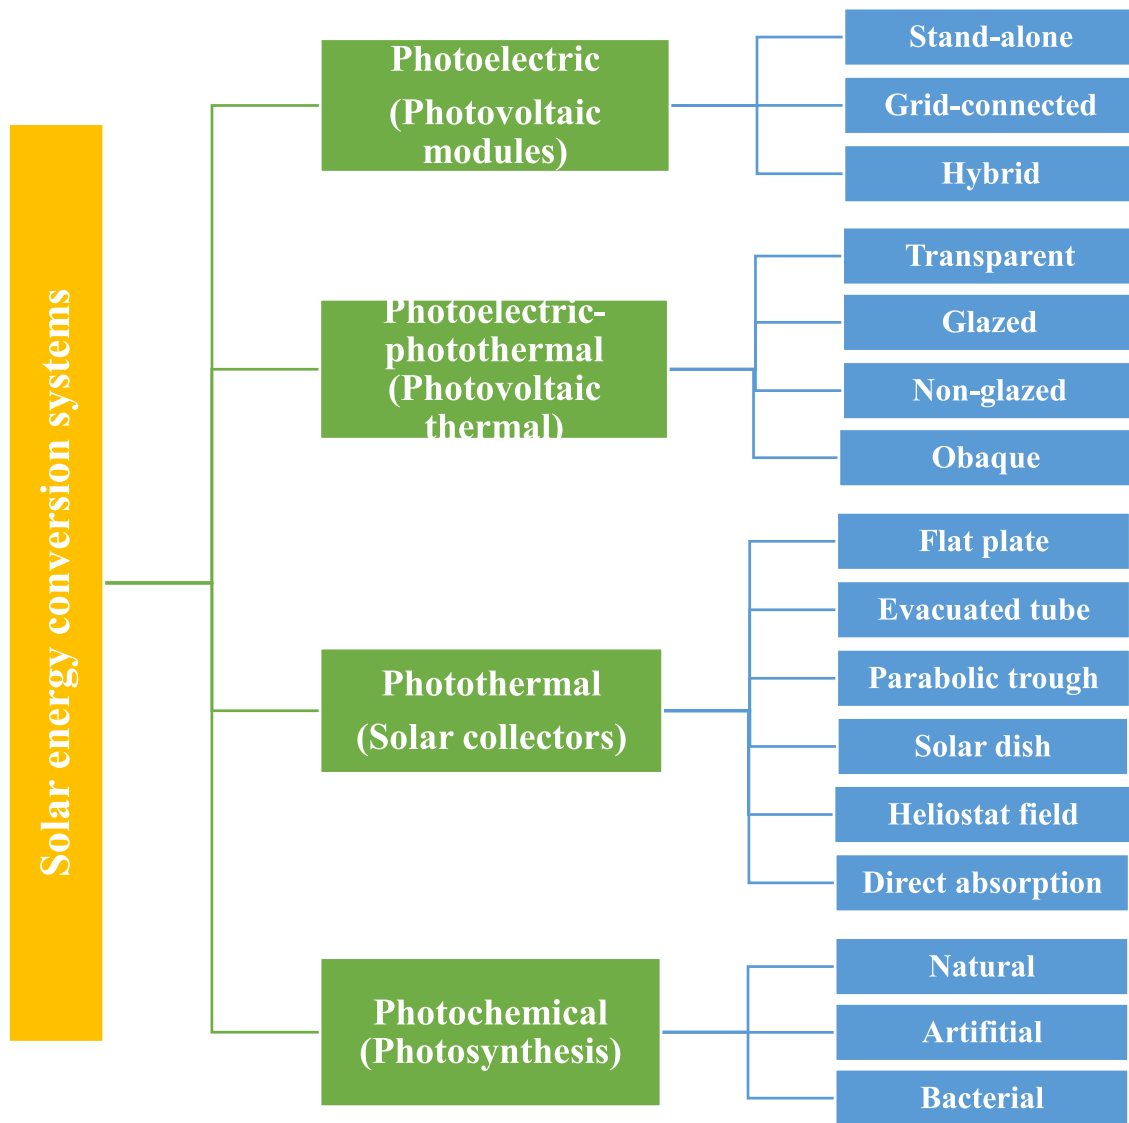 Solar energy conversion systems
Photoelectric
(Photovoltaic
modules)
Stand-alone
Grid-connected
Hybrid
Photoelectric-
photothermal
(Photovoltaic
thermal)
Transparent
Glazed
Non-glazed
Obaque
Photothermal
(Solar collectors)
Flat plate
Evacuated tube
Parabolic trough
Solar dish
Heliostat field
Direct absorption
Photochemical
(Photosynthesis)
Natural
Artifitial
Bacterial